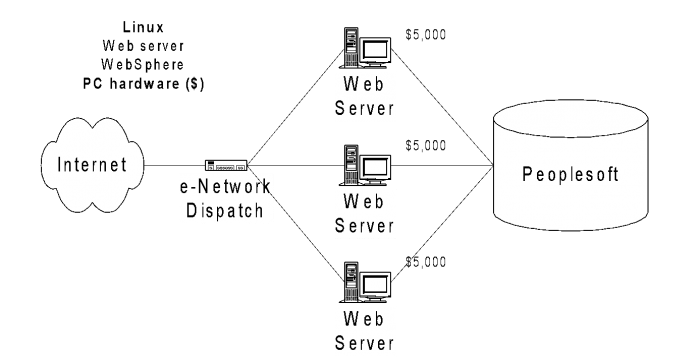 Linux
Web server
WebSphere
PC hardware ($)
$5,000
Web
Server
Internet
e-Network
Dispatch
$5,000
Web
Server
Peoplesoft
$5,000
Web
Server